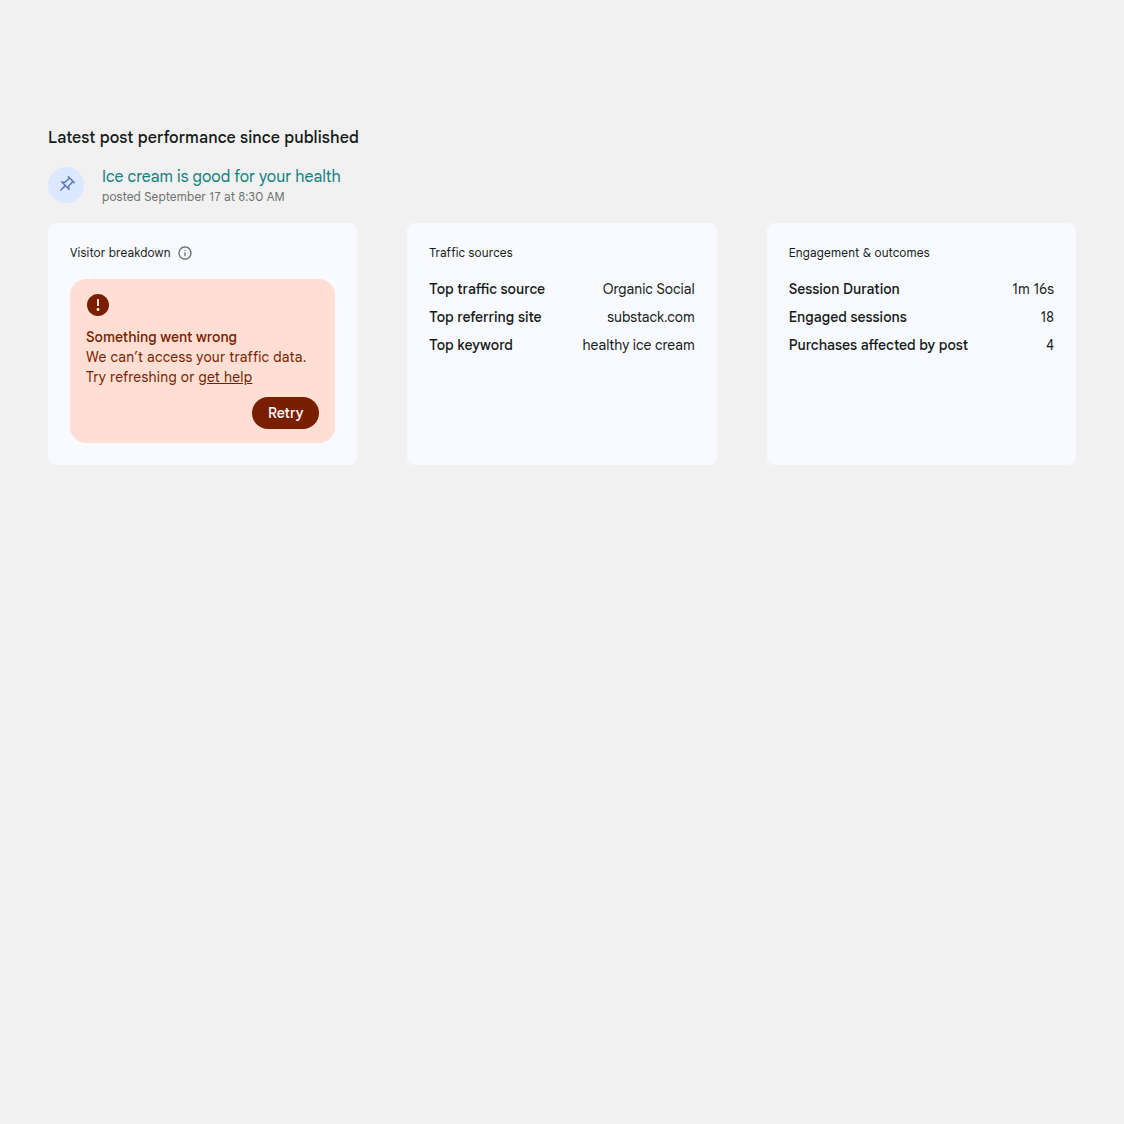 Latest post performance since published
Ice cream is good for your health
posted September 17 at 8:30 AM
Visitor breakdown
Something went wrong
We can’t access your traffic data.
Try refreshing or get help
Retry
Traffic sources
Top traffic source Organic Social
Top referring site substack.com
Top keyword healthy ice cream
Engagement & outcomes
Session Duration 1m 16s
Engaged sessions 18
Purchases affected by post 4